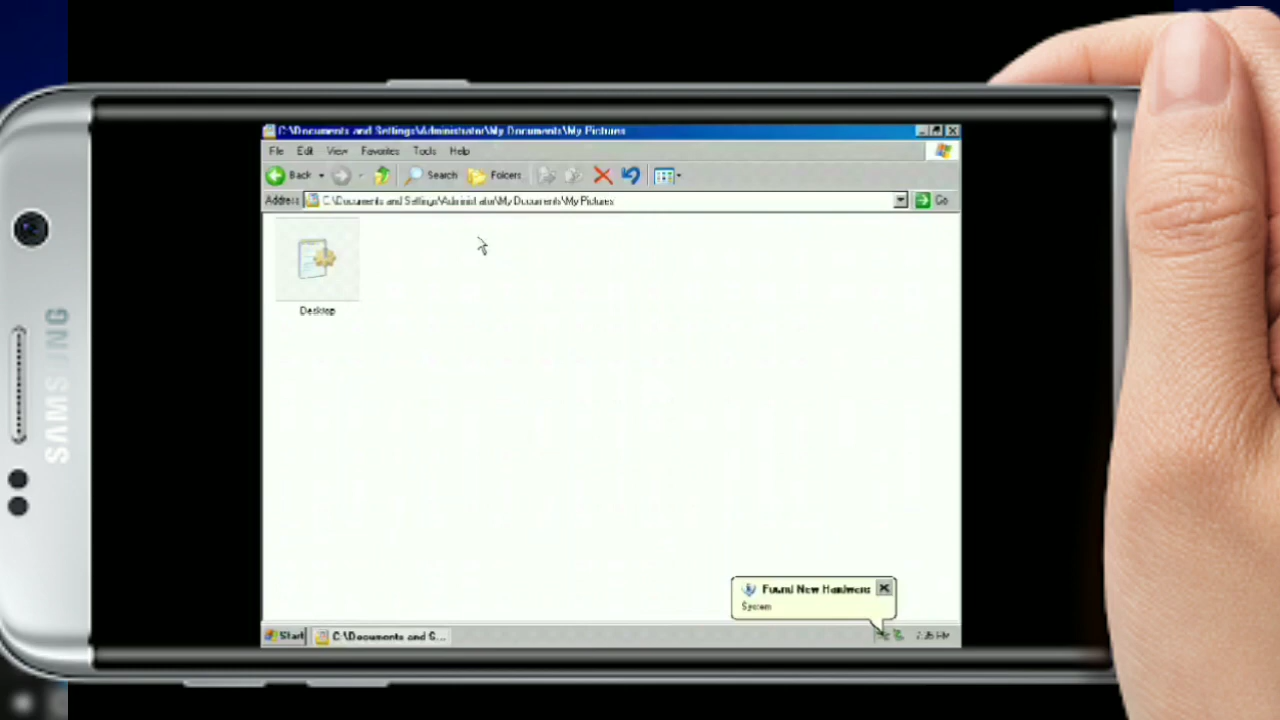 C:\Documents and Settings\Administrator\My Documents\My Pictures
File Edit View Favorites Tools Help
Back Search Folders
Address C:\Documents and Settings\Administrator\My Documents\My Pictures Go
Desktop
Found New Hardware
System
Start C:\Documents and S...
SAMSUNG